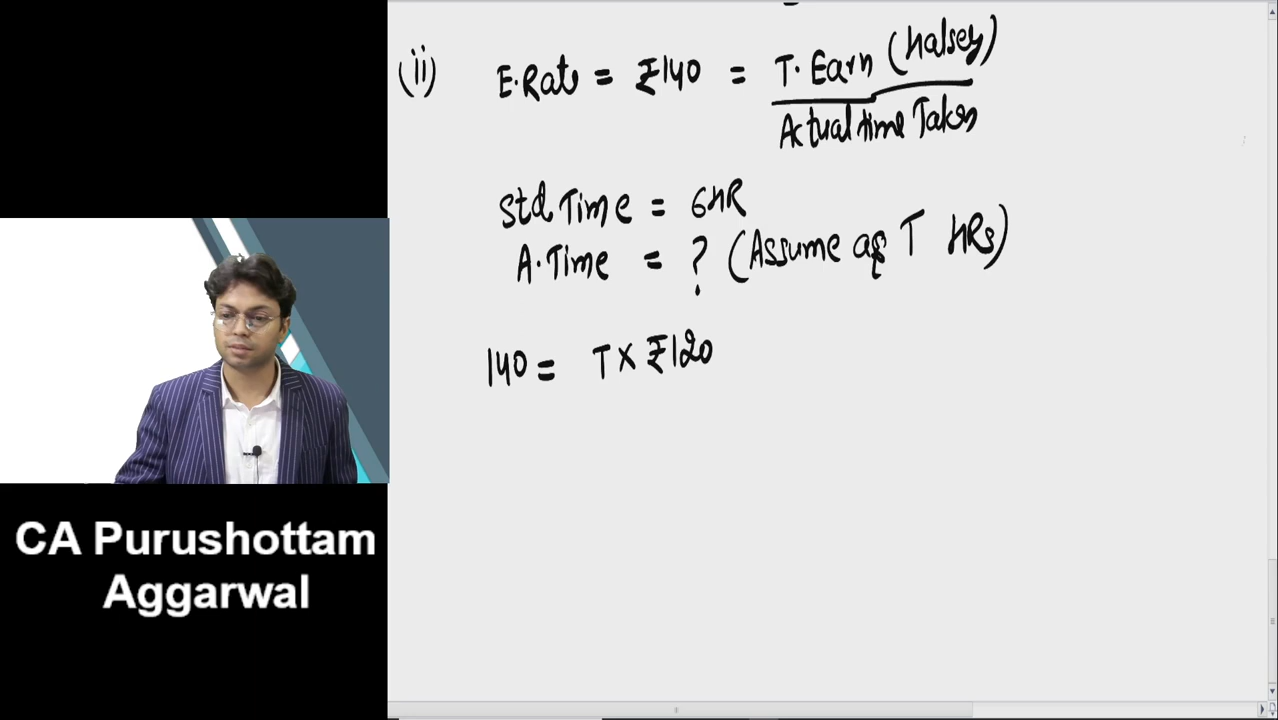 (ii) E.Rate = ₹140 = T. Earn (Halsey)
Actual time Taken
Std Time = 6HR
A.Time = ? (Assume as T HRs)
140 = T X ₹120
CA Purushottam
Aggarwal